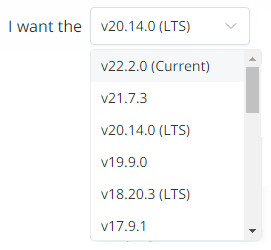 I want the v20.14.0 (LTS)
v22.2.0 (Current)
v21.7.3
v20.14.0 (LTS)
v19.9.0
v18.20.3 (LTS)
v17.9.1